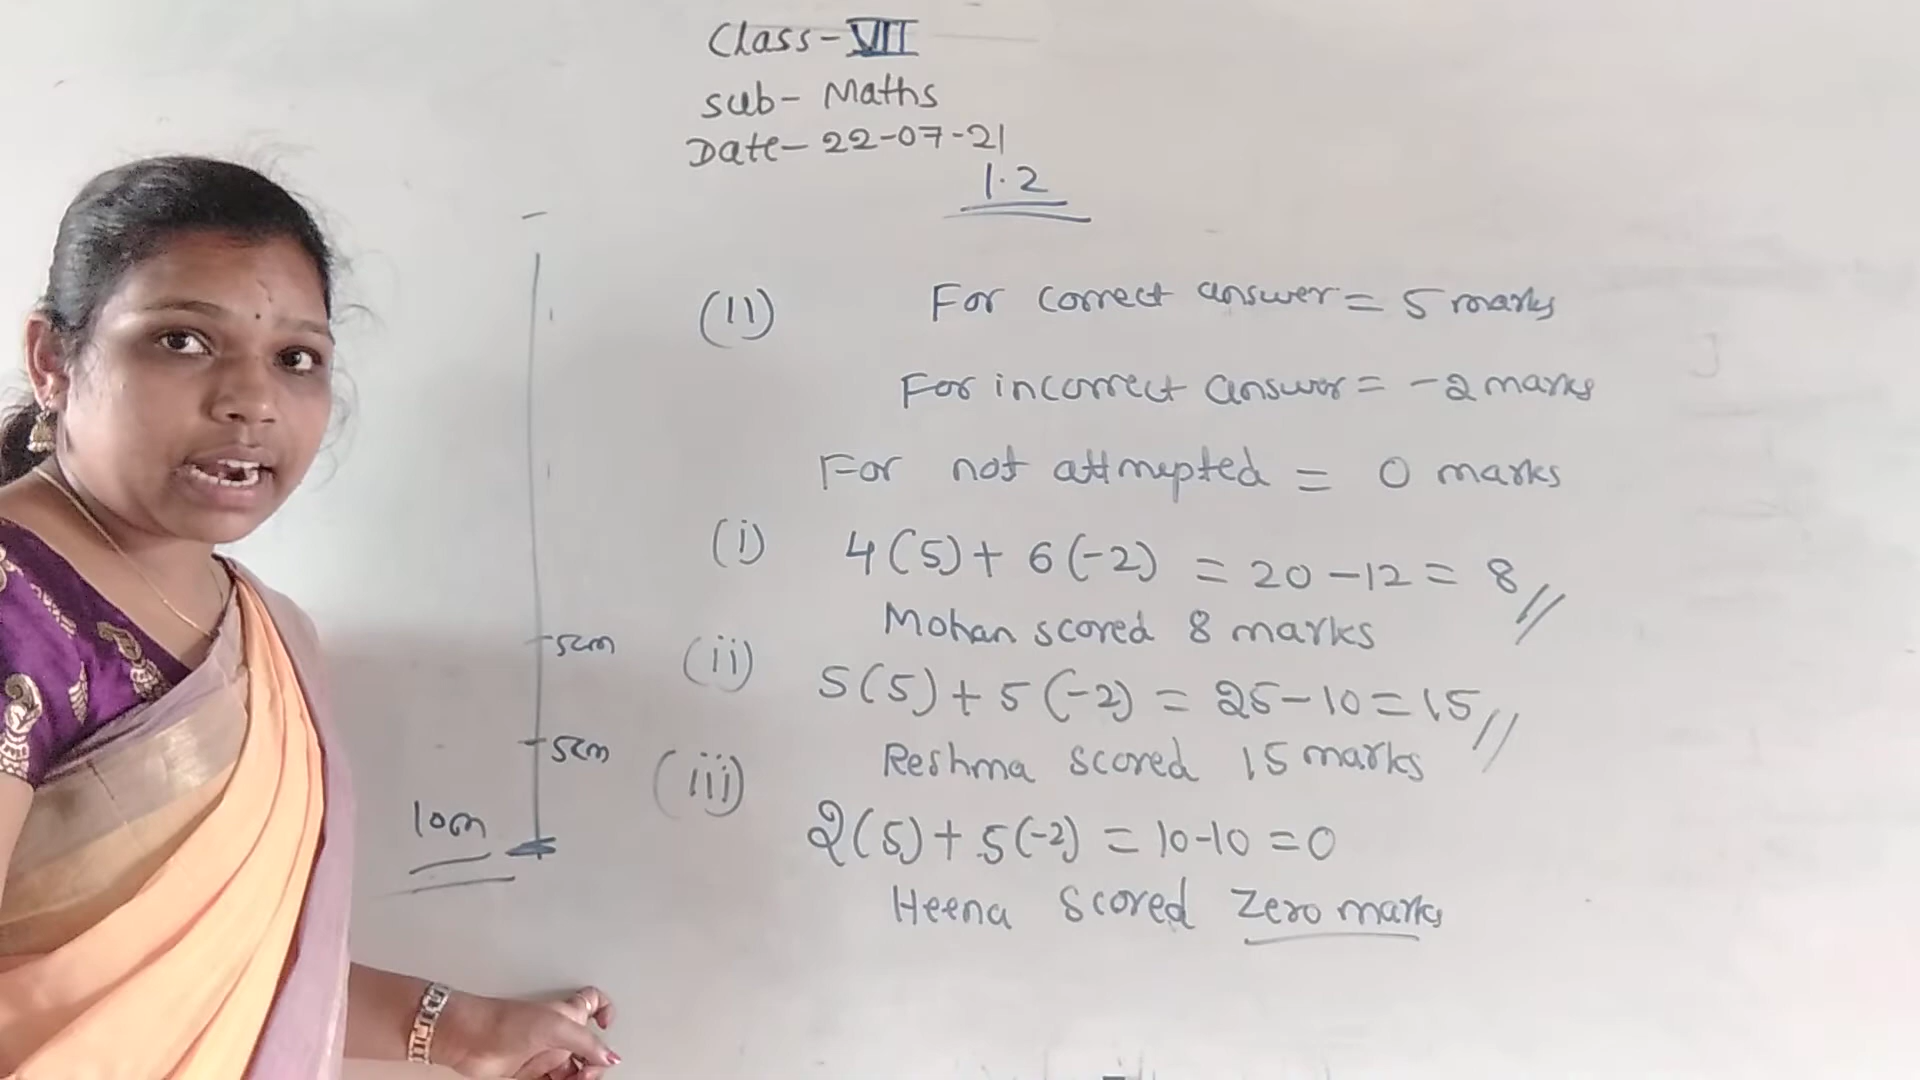 Class-VII
Sub- Maths
Date- 22-07-21
1.2
(11) For correct answer = 5 marks
For incorrect answer = -2 marks
For not attmepted = 0 marks
(i) 4(5)+ 6(-2) = 20-12= 8//
Mohan scored 8 marks
(ii) 5(5)+5(-2) = 25-10=15//
Reshma scored 15 marks
(iii) 2(5)+5(-2) = 10-10=0
Heena scored zero marks
5cm
5cm